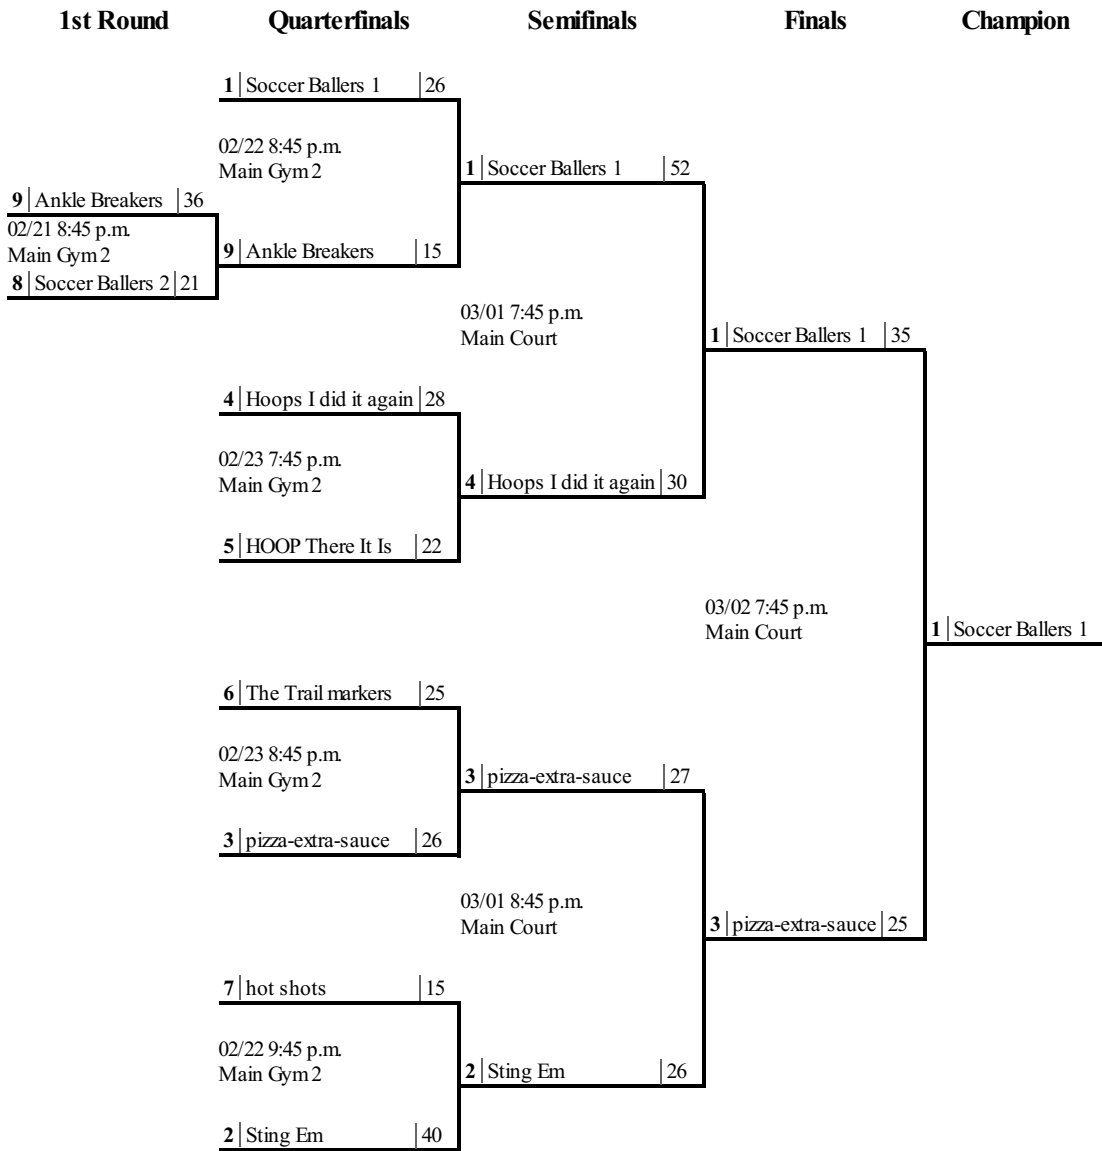 1st Round Quarterfinals Semifinals Finals Champion
1 Soccer Ballers 1 26
02/22 8:45 p.m.
Main Gym 2
1 Soccer Ballers 1 52
9 Ankle Breakers 36
02/21 8:45 p.m.
Main Gym 2
9 Ankle Breakers 15
8 Soccer Ballers 2 21
03/01 7:45 p.m.
Main Court
1 Soccer Ballers 1 35
4 Hoops I did it again 28
02/23 7:45 p.m.
Main Gym 2
4 Hoops I did it again 30
5 HOOP There It Is 22
03/02 7:45 p.m.
Main Court
1 Soccer Ballers 1
6 The Trail markers 25
02/23 8:45 p.m.
Main Gym 2
3 pizza-extra-sauce 27
3 pizza-extra-sauce 26
03/01 8:45 p.m.
Main Court
3 pizza-extra-sauce 25
7 hot shots 15
02/22 9:45 p.m.
Main Gym 2
2 Sting Em 26
2 Sting Em 40